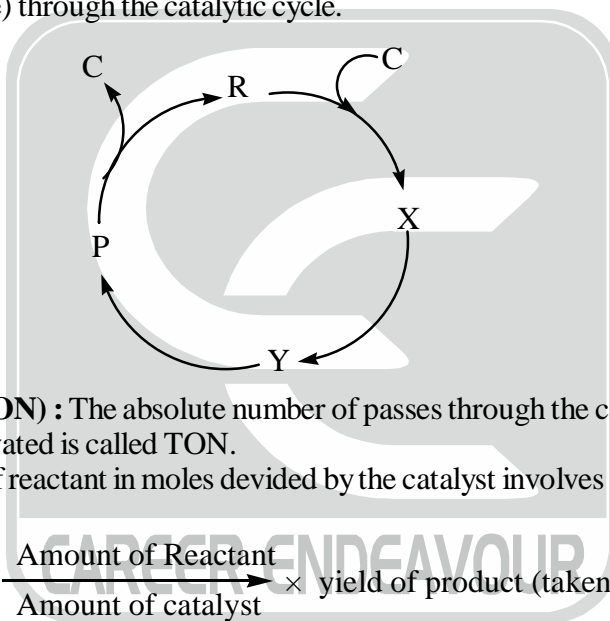 ) through the catalytic cycle.
C
R
C
P
X
Y
ON) : The absolute number of passes through the c
ated is called TON.
f reactant in moles devided by the catalyst involves
Amount of Reactant
× yield of product (taken
Amount of catalyst
CAREER ENDEAVOUR